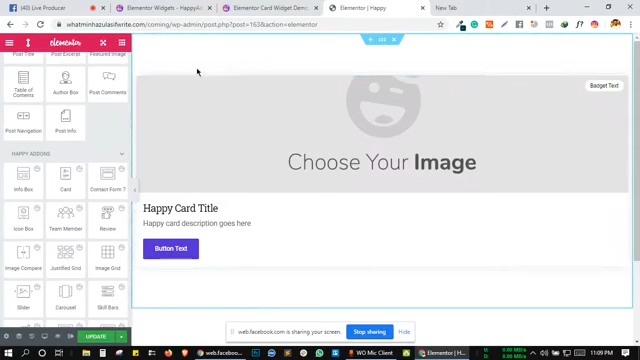 (40) Live Producer
Elementor Widgets - HappyAd
Elementor Card Widget Demo
Elementor | Happy
New Tab
whatminhazulasifwrite.com/coming/wp-admin/post.php?post=163&action=elementor
elementor
Post Title
Post Excerpt
Featured Image
Table of
Contents
Author Box
Post Comments
Post Navigation
Post Info
HAPPY ADDONS
Info Box
Card
Contact Form 7
Icon Box
Team Member
Review
Image Compare
Justified Grid
Image Grid
Slider
Carousel
Skill Bars
UPDATE
Badget Text
Choose Your Image
Happy Card Title
Happy card description goes here
Button Text
web.facebook.com is sharing your screen.
Stop sharing
Hide
web.faceboo
WO Mic Client
Elementor | H
11:09 PM